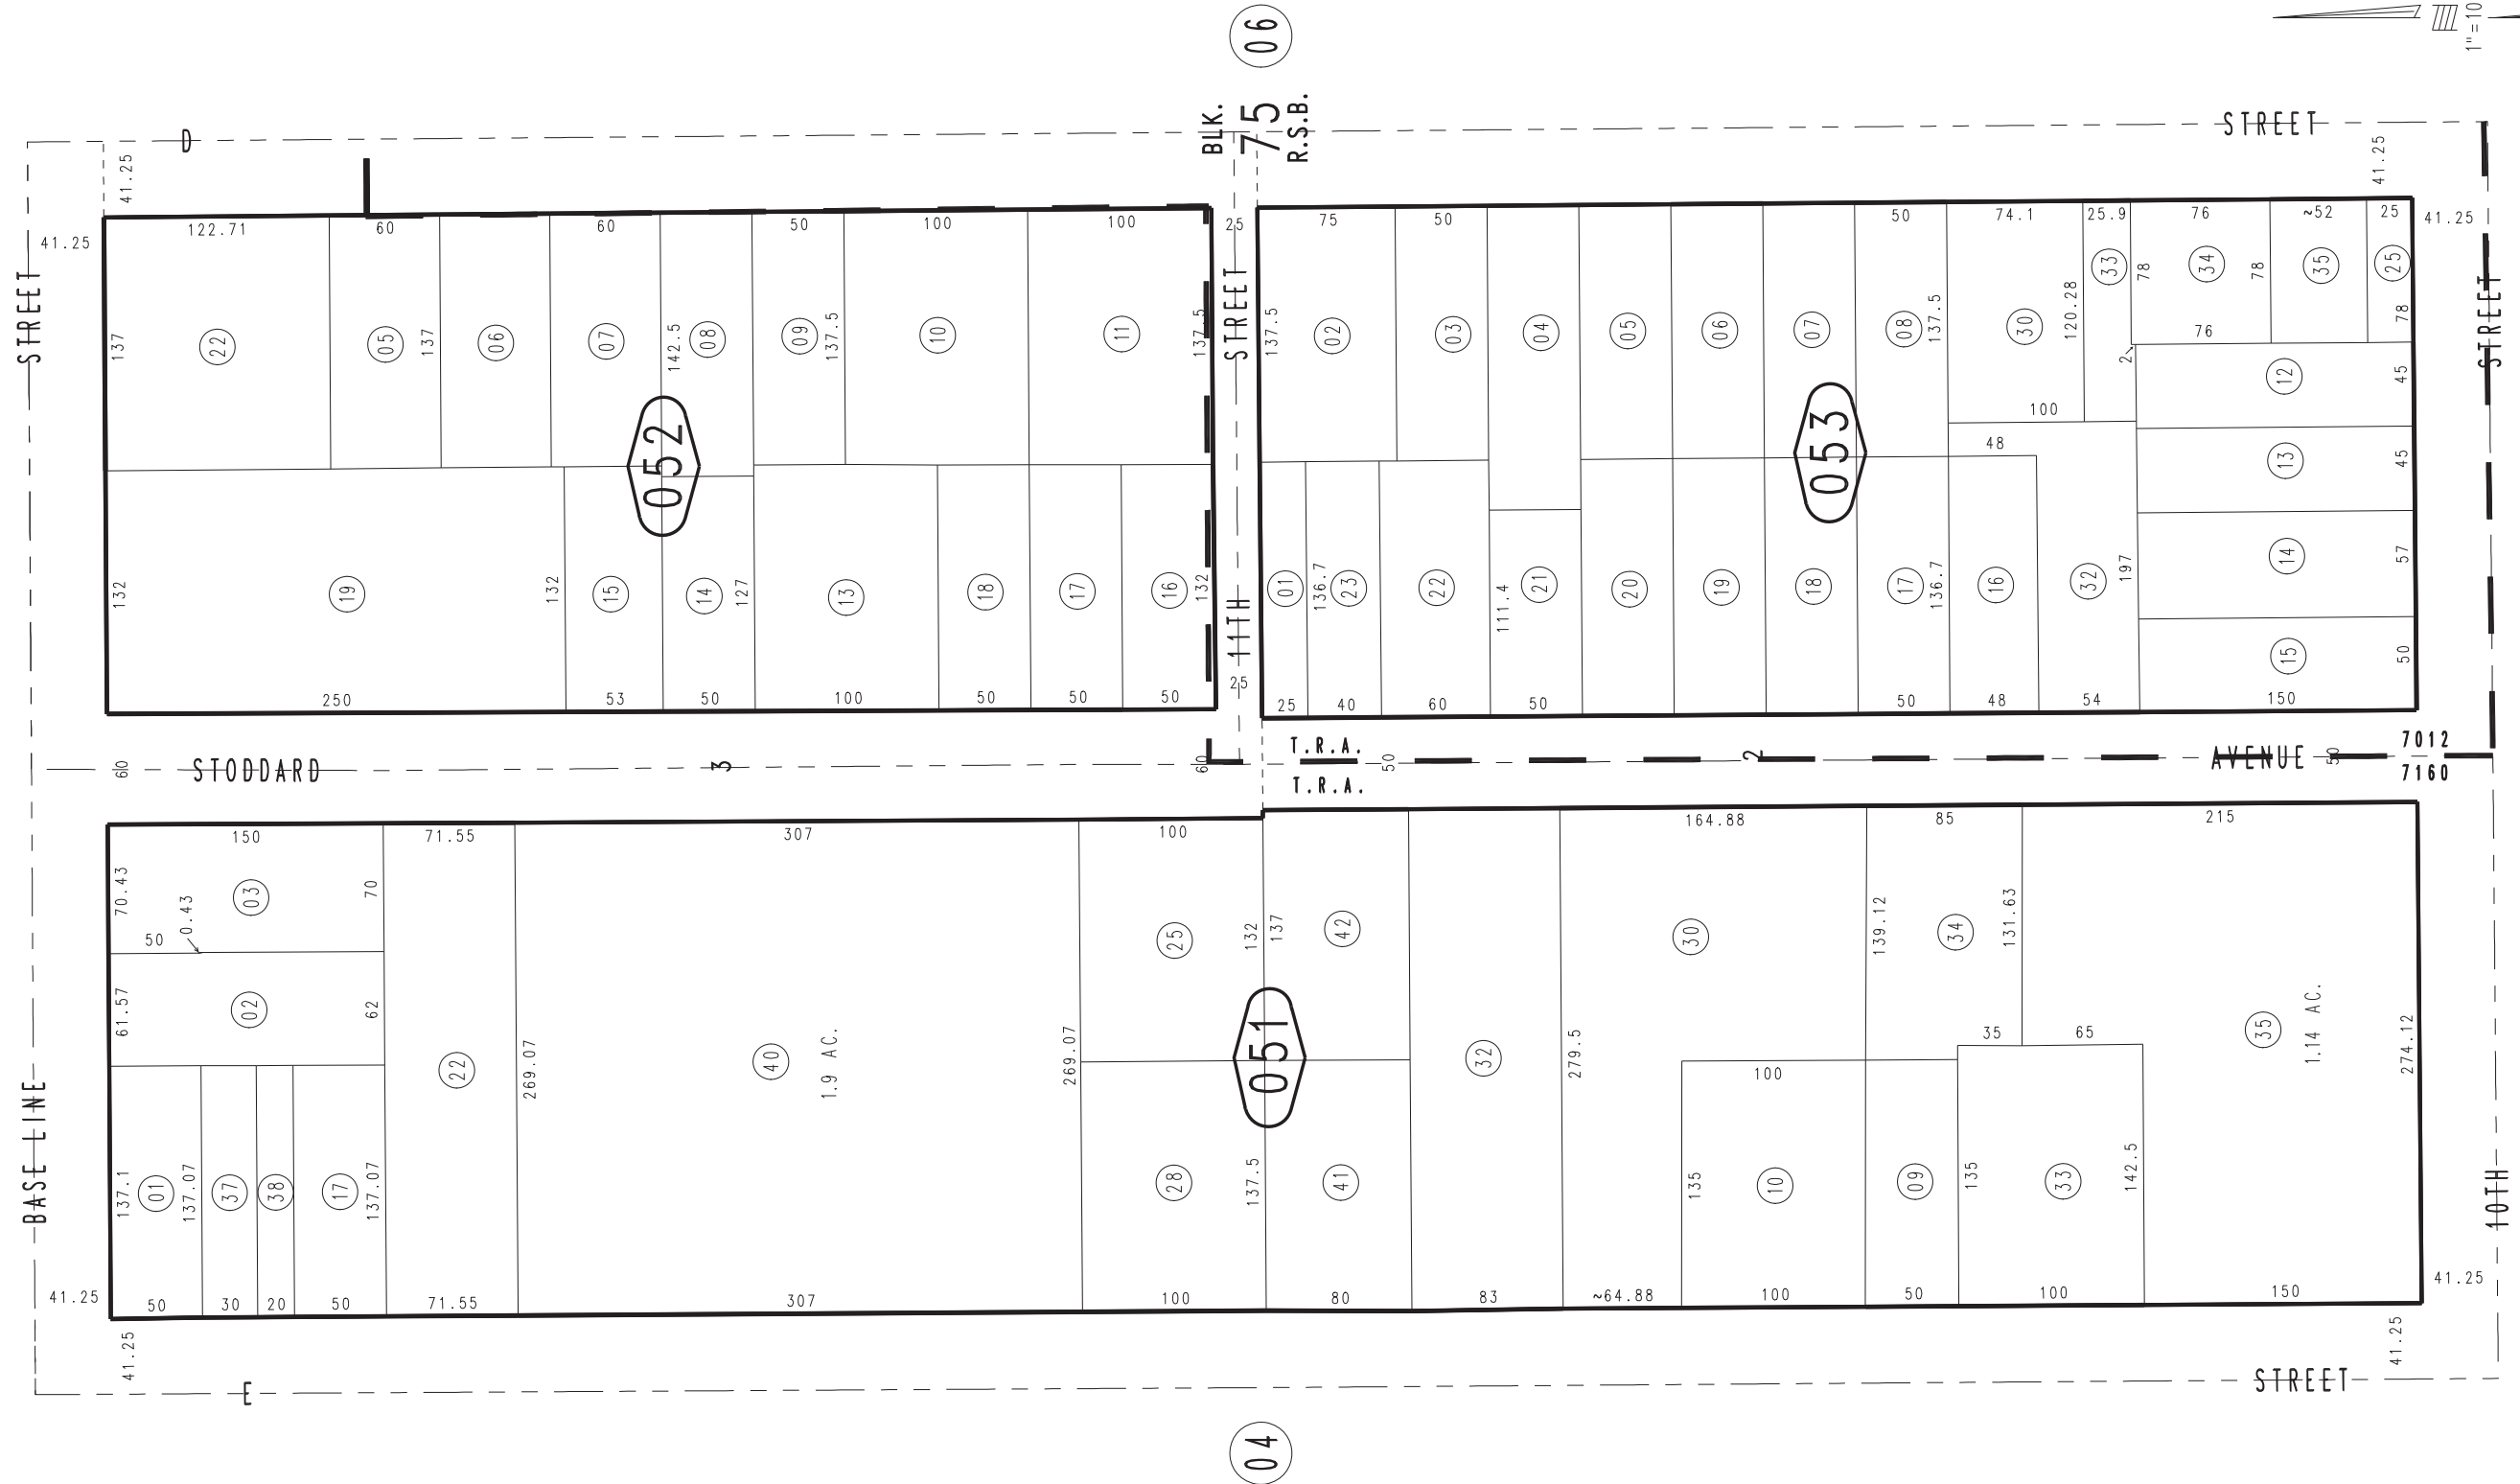 06
1"=10
BLK.
75
R.S.B.
D STREET
41.25 41.25
41.25 122.71 60 60 50 100 100 25 75 50 50 74.1 25.9 76 ~52 25 41.25
STREET
STREET
STREET
137 22 05 137 06 07 142.5 08 09 137.5 10 11 137.5
137.5 02 03 04 05 06 07 08 137.5 30 120.28 33 78 34 78 35 25 78
2 76
12 45
100
48
13 45
052
053
132 19 132 15 14 127 13 18 17 16 132
11TH
01 136.7 23 22 111.4 21 20 19 18 17 136.7 16 32 197 14 57
15 50
250 53 50 100 50 50 50 25 25 40 60 50 50 48 54 150
60 STODDARD 3 60 50 2 AVENUE 50
T.R.A. 7012
T.R.A. 7160
150 71.55 307 100 164.88 85 215
70.43 03 70
50 0.43
61.57 02 62
22 269.07 40 1.9 AC. 269.07
25 132 137 42
051
32 279.5 30 139.12 34 131.63
35 65 35 1.14 AC. 274.12
100
BASE LINE
137.1 01 137.07 37 38 17 137.07
28 137.5 41 135 10 09 135 33 142.5
10TH
41.25 50 30 20 50 71.55 307 100 80 83 ~64.88 100 50 100 150 41.25
41.25 41.25
E STREET
04